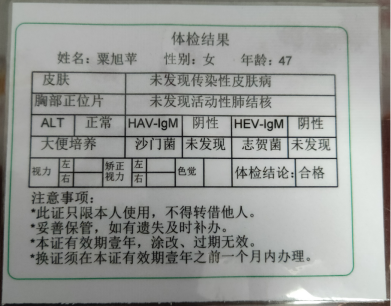 体检结果
姓名：粟旭苹 性别：女 年龄：47
皮肤 未发现传染性皮肤病
胸部正位片 未发现活动性肺结核
ALT 正常 HAV-IgM 阴性 HEV-IgM 阴性
大便培养 沙门菌 未发现 志贺菌 未发现
视力 左 右 矫正视力 左 右 色觉 体检结论：合格
注意事项：
*此证只限本人使用，不得转借他人。
*妥善保管，如有遗失及时补办。
*本证有效期壹年，涂改、过期无效。
*换证须在本证有效期壹年之前一个月内办理。